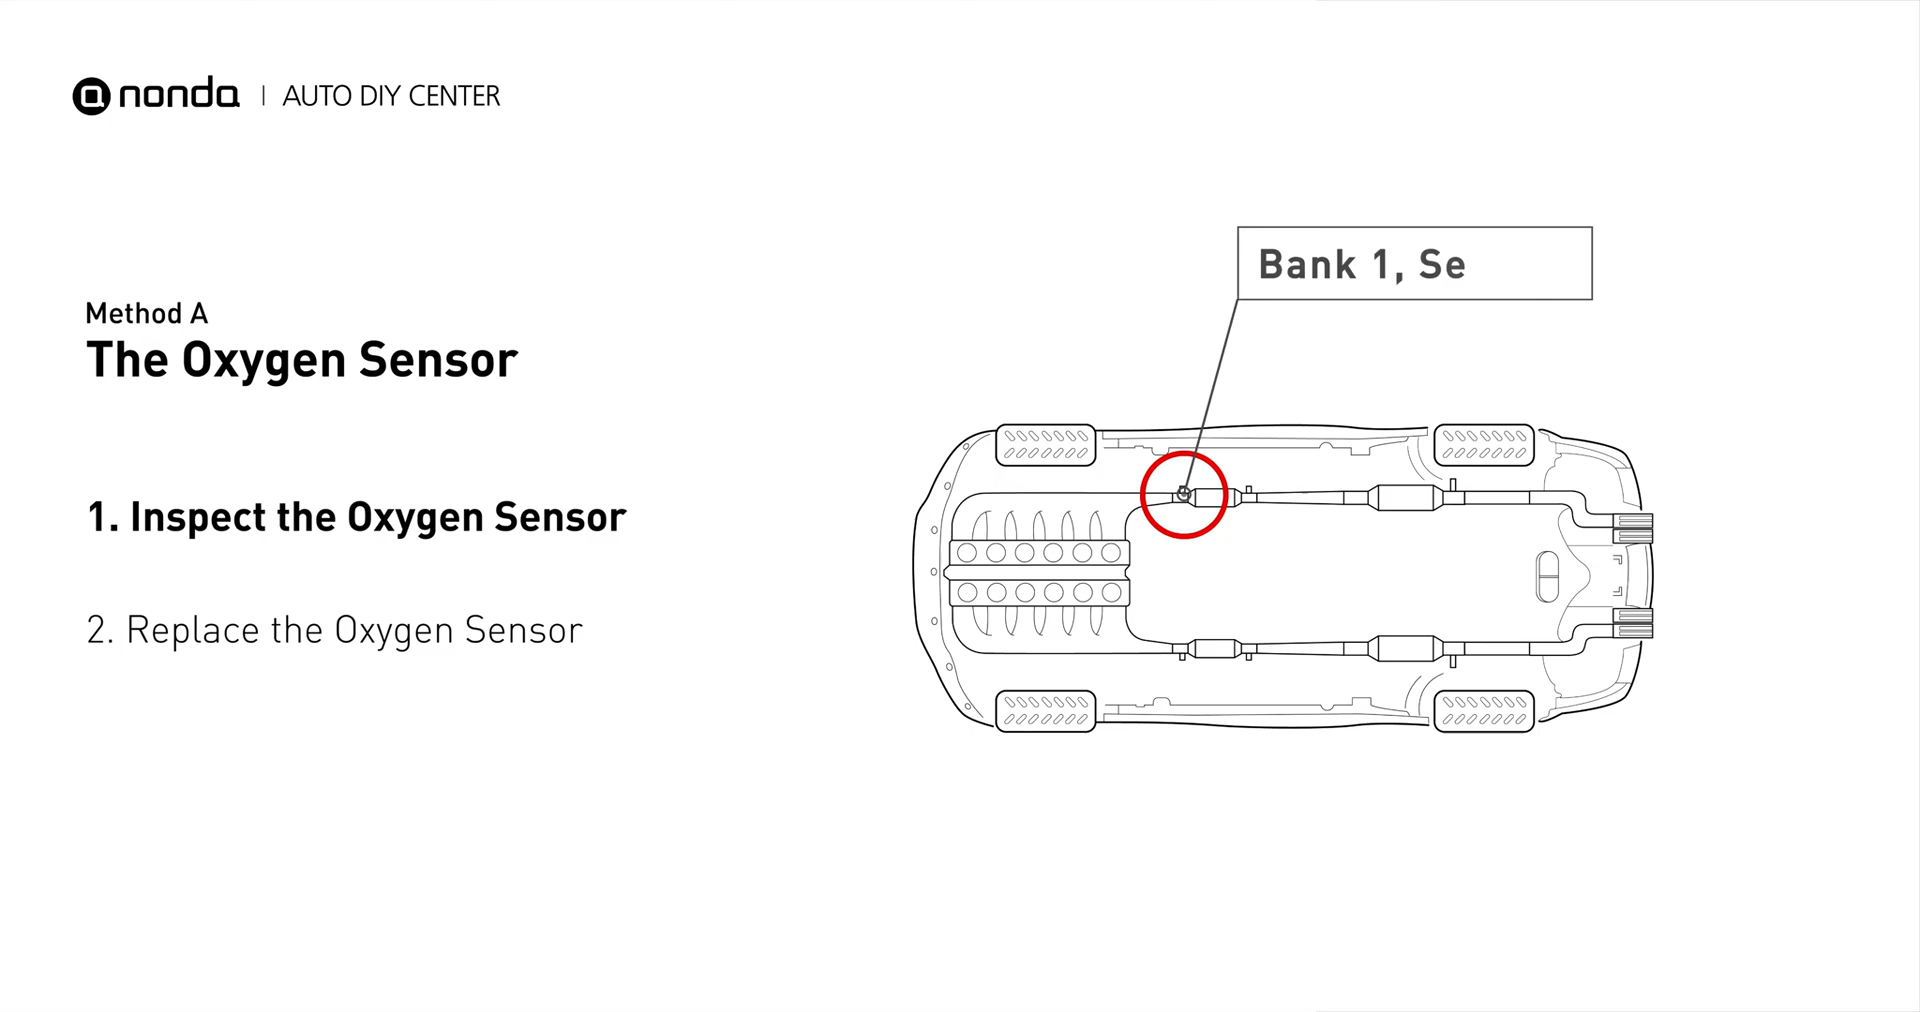 nonda | AUTO DIY CENTER
Bank 1, Se
Method A
The Oxygen Sensor
1. Inspect the Oxygen Sensor
2. Replace the Oxygen Sensor